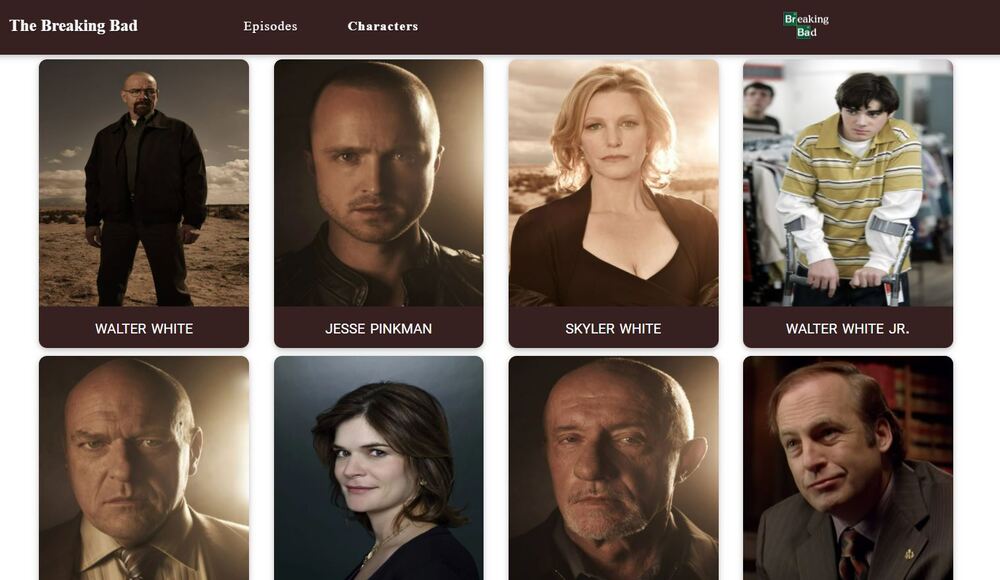 The Breaking Bad
Episodes
Characters
Breaking
Bad
WALTER WHITE
JESSE PINKMAN
SKYLER WHITE
WALTER WHITE JR.